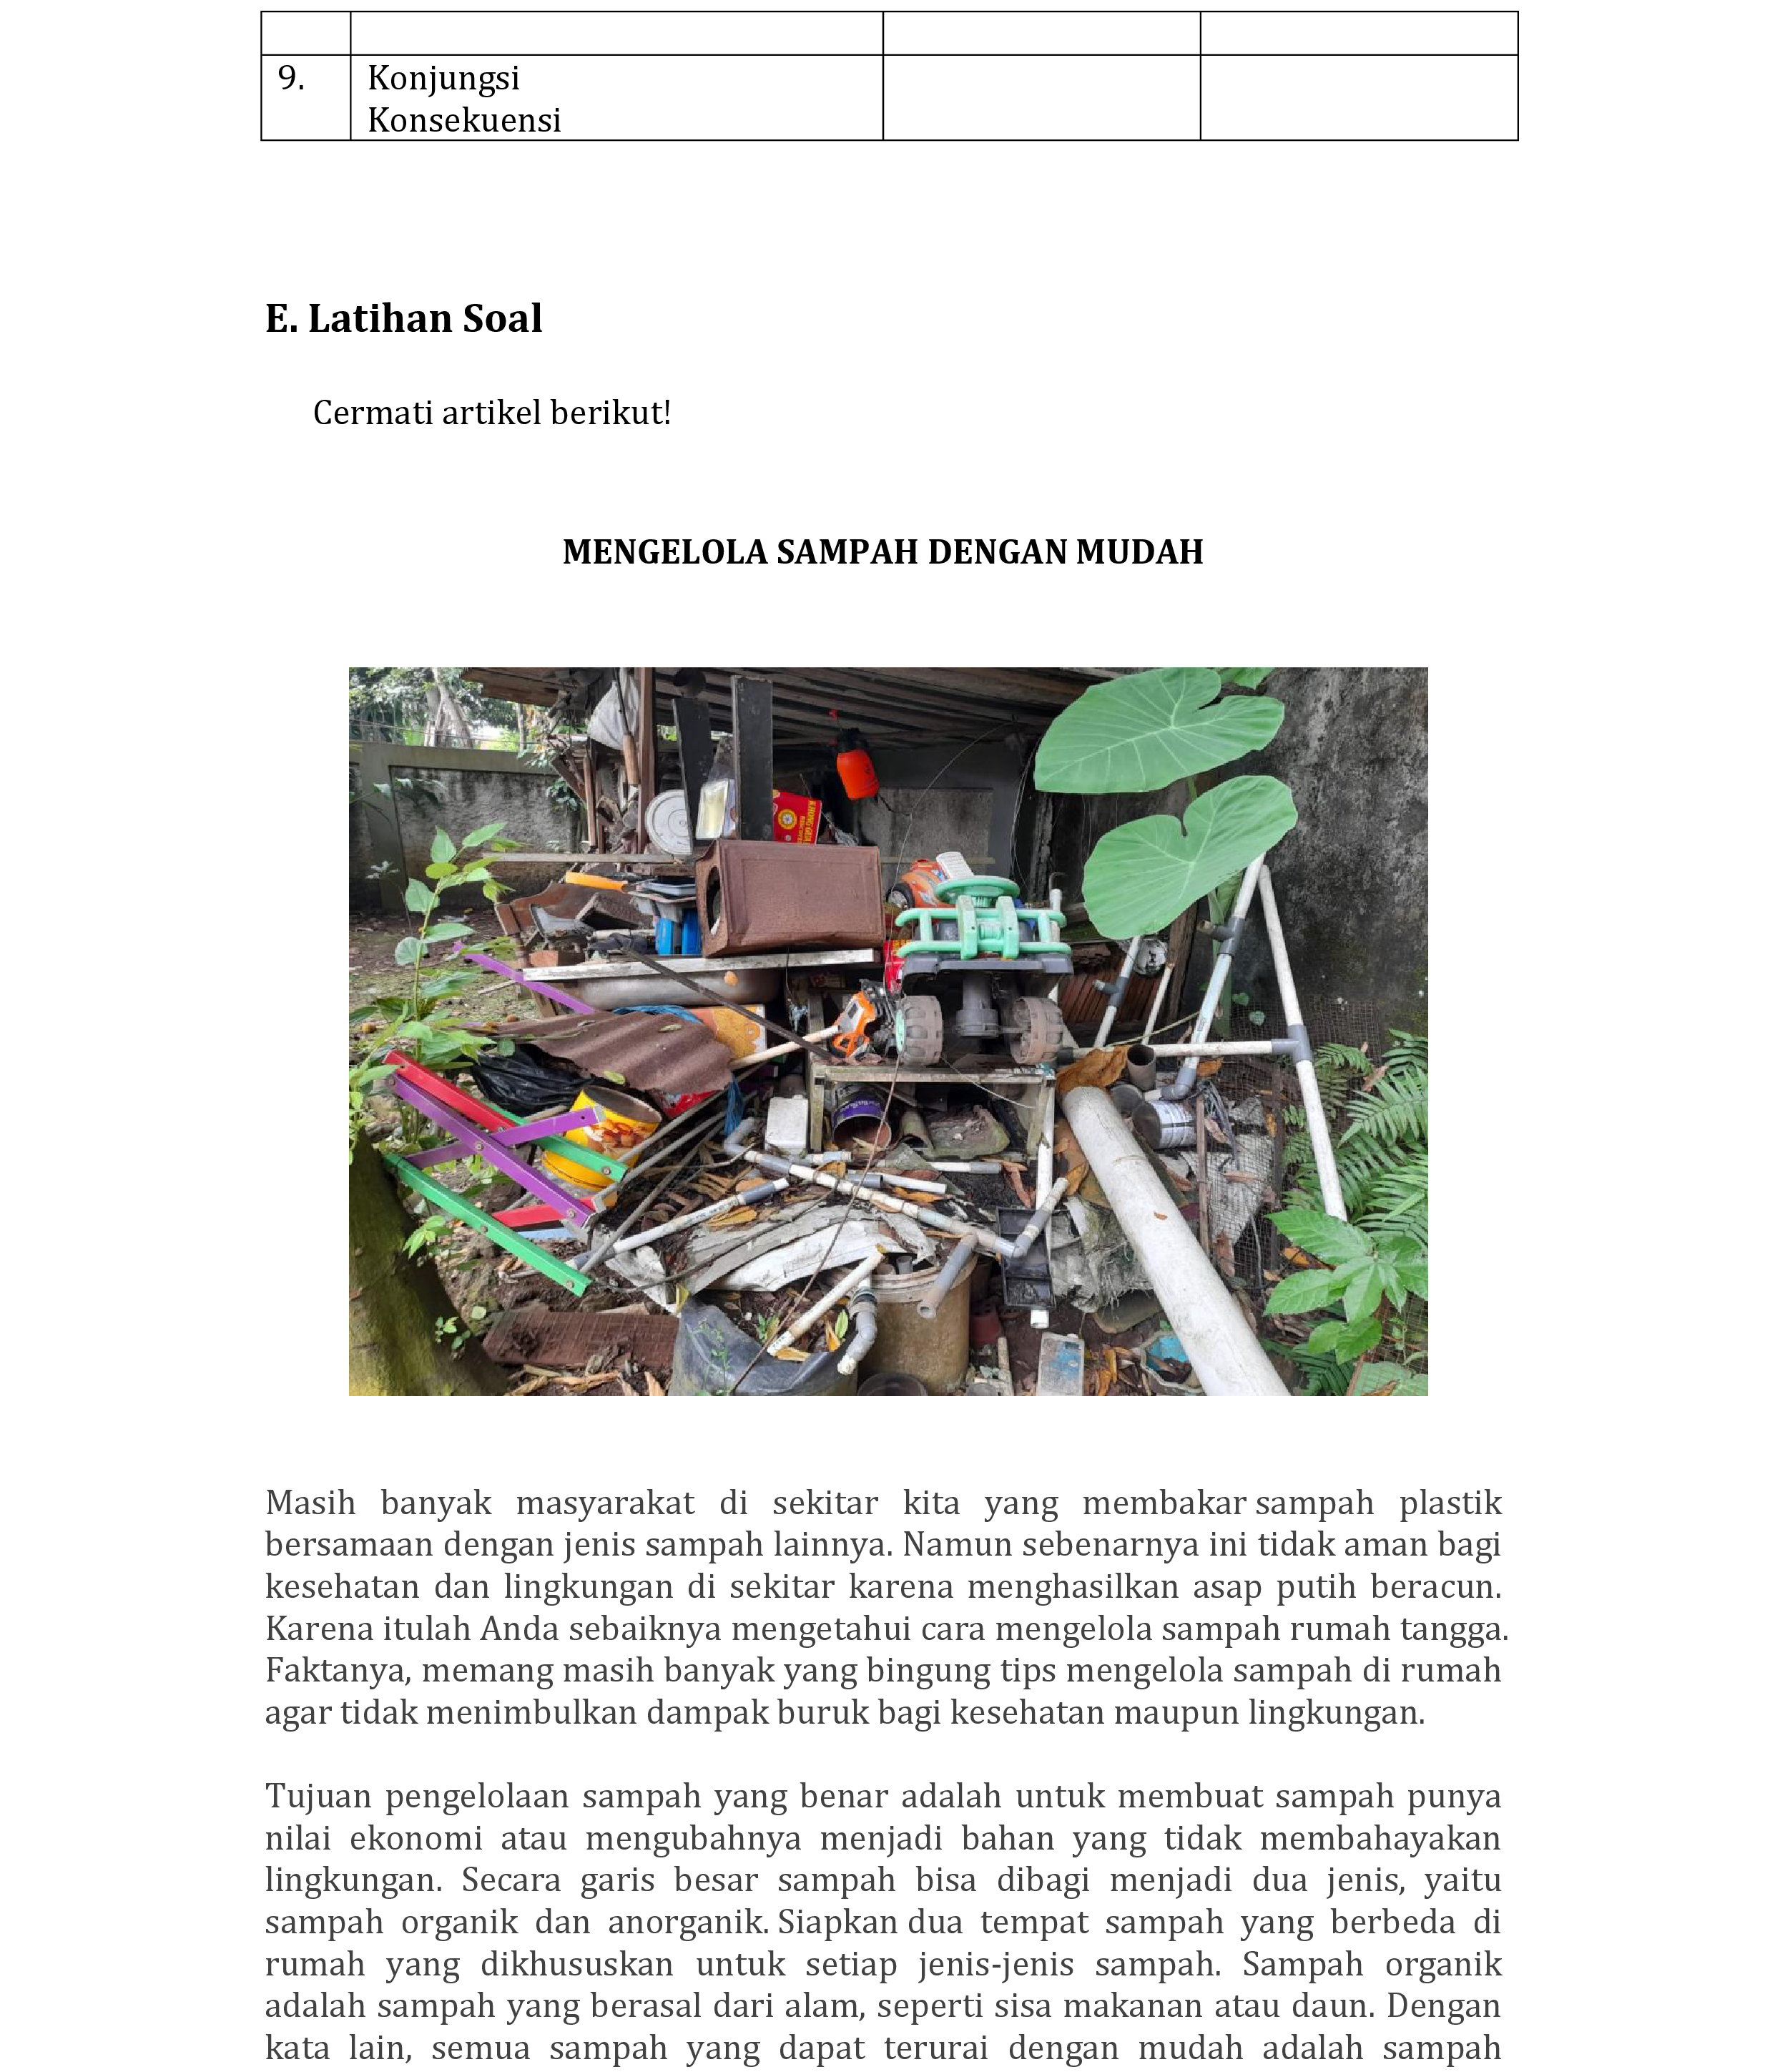 9. Konjungsi
Konsekuensi
E. Latihan Soal
Cermati artikel berikut!
MENGELOLA SAMPAH DENGAN MUDAH
Masih banyak masyarakat di sekitar kita yang membakar sampah plastik
bersamaan dengan jenis sampah lainnya. Namun sebenarnya ini tidak aman bagi
kesehatan dan lingkungan di sekitar karena menghasilkan asap putih beracun.
Karena itulah Anda sebaiknya mengetahui cara mengelola sampah rumah tangga.
Faktanya, memang masih banyak yang bingung tips mengelola sampah di rumah
agar tidak menimbulkan dampak buruk bagi kesehatan maupun lingkungan.
Tujuan pengelolaan sampah yang benar adalah untuk membuat sampah punya
nilai ekonomi atau mengubahnya menjadi bahan yang tidak membahayakan
lingkungan. Secara garis besar sampah bisa dibagi menjadi dua jenis, yaitu
sampah organik dan anorganik. Siapkan dua tempat sampah yang berbeda di
rumah yang dikhususkan untuk setiap jenis-jenis sampah. Sampah organik
adalah sampah yang berasal dari alam, seperti sisa makanan atau daun. Dengan
kata lain, semua sampah yang dapat terurai dengan mudah adalah sampah